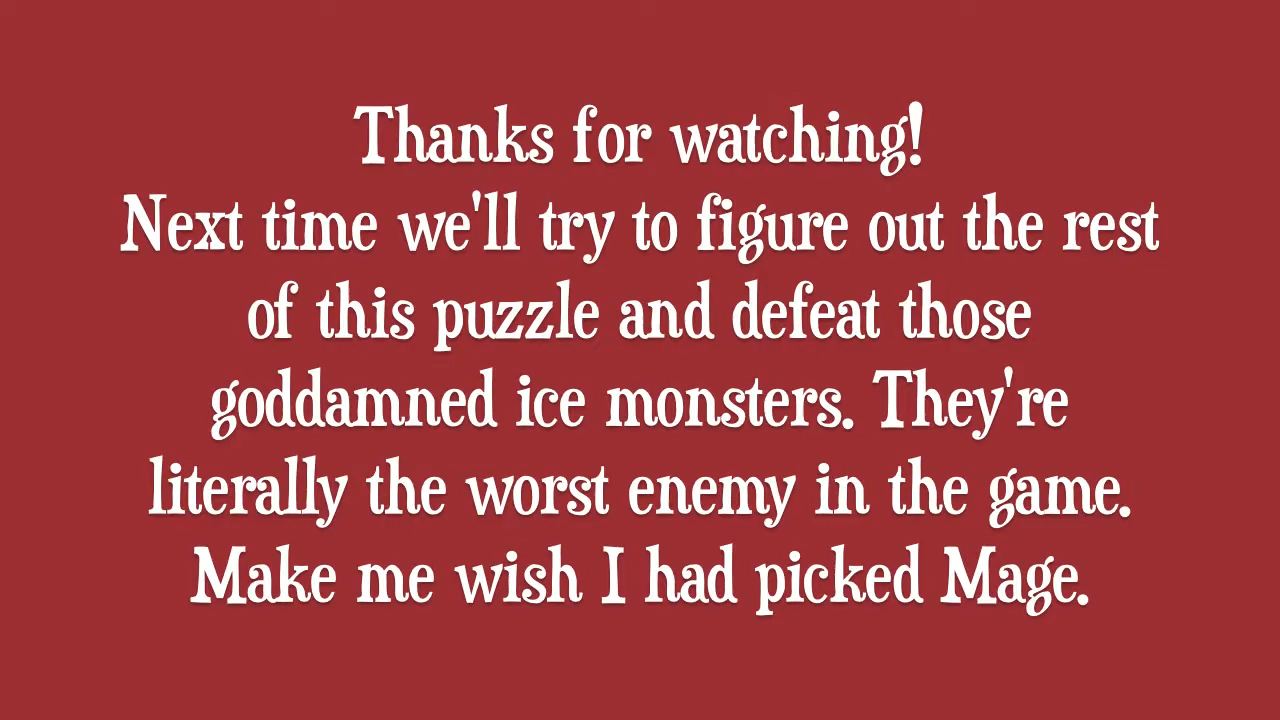 Thanks for watching!
Next time we'll try to figure out the rest
of this puzzle and defeat those
goddamned ice monsters. They're
literally the worst enemy in the game.
Make me wish I had picked Mage.